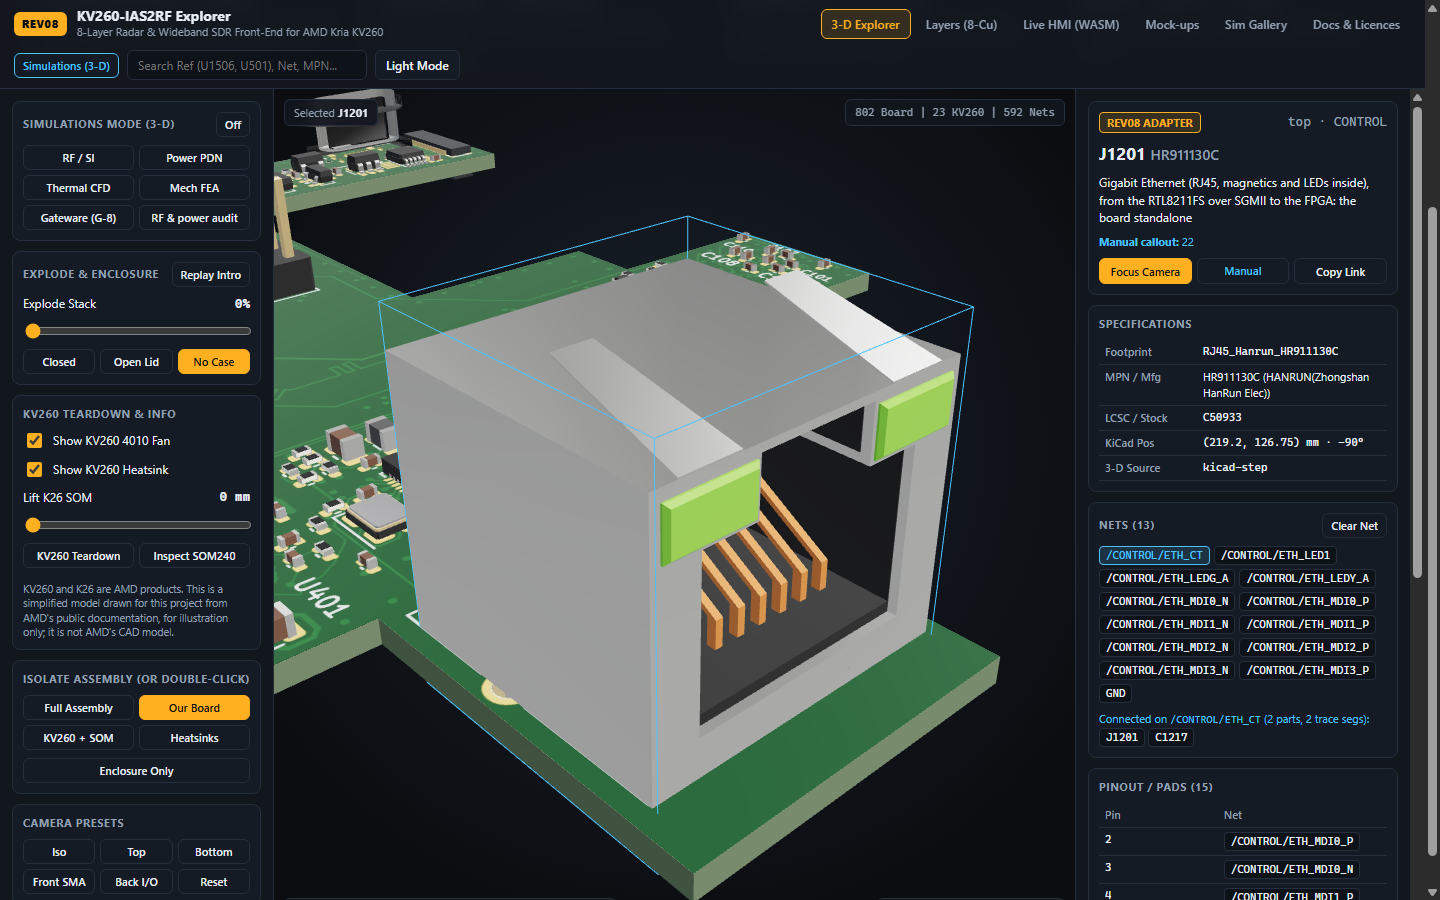 REV08
KV260-IAS2RF Explorer
8-Layer Radar & Wideband SDR Front-End for AMD Kria KV260
3-D Explorer
Layers (8-Cu)
Live HMI (WASM)
Mock-ups
Sim Gallery
Docs & Licences
Simulations (3-D)
Search Ref (U1506, U501), Net, MPN...
Light Mode
SIMULATIONS MODE (3-D)
Off
RF / SI
Power PDN
Thermal CFD
Mech FEA
Gateware (G-8)
RF & power audit
EXPLODE & ENCLOSURE
Replay Intro
Explode Stack
0%
Closed
Open Lid
No Case
KV260 TEARDOWN & INFO
Show KV260 4010 Fan
Show KV260 Heatsink
Lift K26 SOM
0 mm
KV260 Teardown
Inspect SOM240
KV260 and K26 are AMD products. This is a
simplified model drawn for this project from
AMD's public documentation, for illustration
only; it is not AMD's CAD model.
ISOLATE ASSEMBLY (OR DOUBLE-CLICK)
Full Assembly
Our Board
KV260 + SOM
Heatsinks
Enclosure Only
CAMERA PRESETS
Iso
Top
Bottom
Front SMA
Back I/O
Reset
Selected J1201
802 Board | 23 KV260 | 592 Nets
U401
REV08 ADAPTER
top · CONTROL
J1201 HR911130C
Gigabit Ethernet (RJ45, magnetics and LEDs inside),
from the RTL8211FS over SGMII to the FPGA: the
board standalone
Manual callout: 22
Focus Camera
Manual
Copy Link
SPECIFICATIONS
Footprint
RJ45_Hanrun_HR911130C
MPN / Mfg
HR911130C (HANRUN(Zhongshan
HanRun Elec))
LCSC / Stock
C50933
KiCad Pos
(219.2, 126.75) mm · −90°
3-D Source
kicad-step
NETS (13)
Clear Net
/CONTROL/ETH_CT
/CONTROL/ETH_LED1
/CONTROL/ETH_LEDG_A
/CONTROL/ETH_LEDY_A
/CONTROL/ETH_MDI0_N
/CONTROL/ETH_MDI0_P
/CONTROL/ETH_MDI1_N
/CONTROL/ETH_MDI1_P
/CONTROL/ETH_MDI2_N
/CONTROL/ETH_MDI2_P
/CONTROL/ETH_MDI3_N
/CONTROL/ETH_MDI3_P
GND
Connected on /CONTROL/ETH_CT (2 parts, 2 trace segs):
J1201
C1217
PINOUT / PADS (15)
Pin
Net
2
/CONTROL/ETH_MDI0_P
3
/CONTROL/ETH_MDI0_N
4
/CONTROL/ETH_MDI1_P